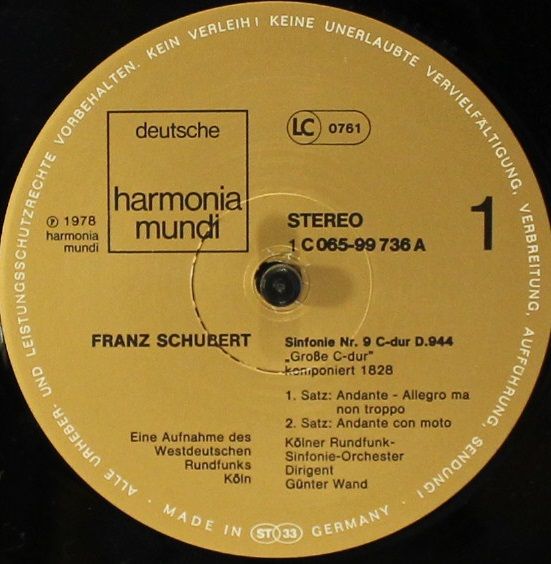 ALLE URHEBER- UND LEISTUNGSSCHUTZRECHTE VORBEHALTEN. KEIN VERLEIH! KEINE UNERLAUBTE VERVIELFÄLTIGUNG, VERBREITUNG, AUFFÜHRUNG, SENDUNG!
deutsche
harmonia
mundi
LC 0761
℗ 1978
harmonia
mundi
STEREO
1 C 065-99 736 A
1
FRANZ SCHUBERT
Sinfonie Nr. 9 C-dur D.944
„Große C-dur"
komponiert 1828
1. Satz: Andante - Allegro ma
non troppo
2. Satz: Andante con moto
Eine Aufnahme des
Westdeutschen
Rundfunks
Köln
Kölner Rundfunk-
Sinfonie-Orchester
Dirigent
Günter Wand
· MADE IN ST 33 GERMANY ·